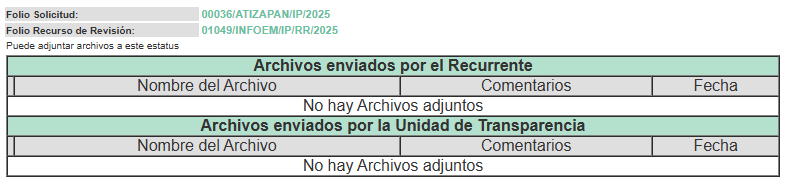 Folio Solicitud: 00036/ATIZAPAN/IP/2025
Folio Recurso de Revisión: 01049/INFOEM/IP/RR/2025
Puede adjuntar archivos a este estatus
Archivos enviados por el Recurrente
Nombre del Archivo Comentarios Fecha
No hay Archivos adjuntos
Archivos enviados por la Unidad de Transparencia
Nombre del Archivo Comentarios Fecha
No hay Archivos adjuntos